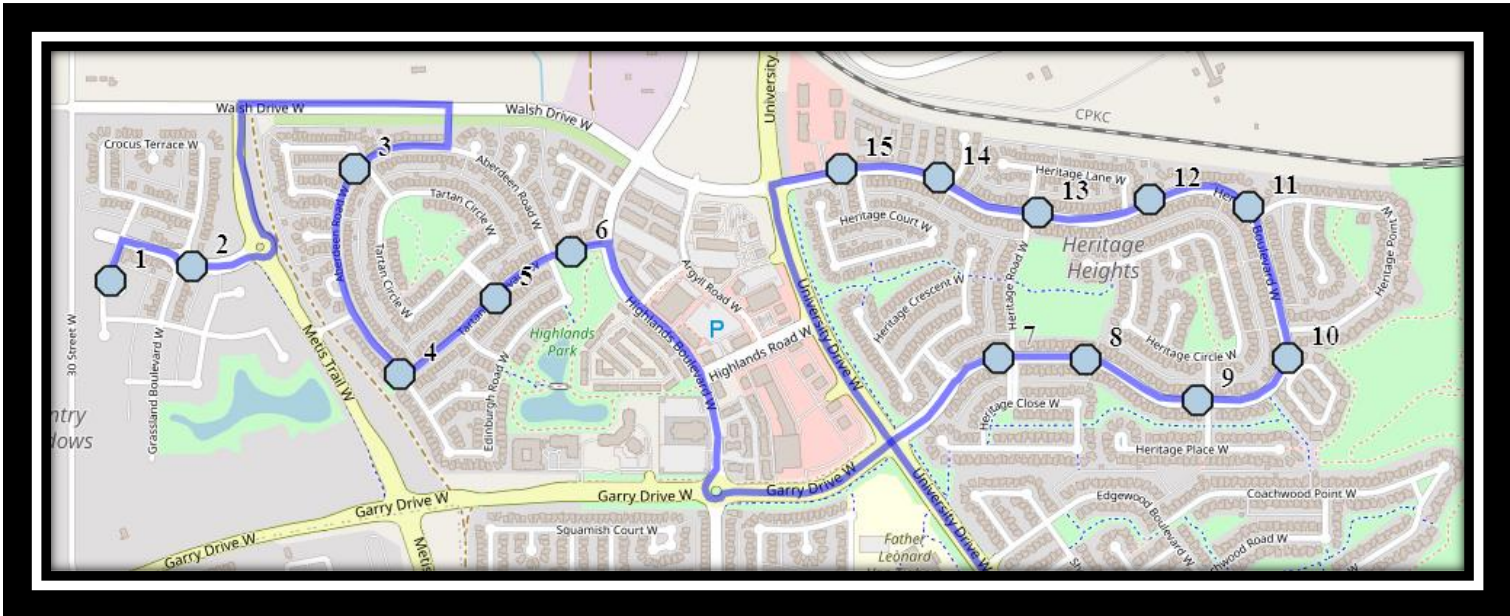 University
Walsh Drive W
Walsh Drive W
CPKC
Crocus Terrace W
3
15
14
Aberdeen Road W
Heritage Lane W
12
11
Tartan Circle W
13
Aberdeen Road W
Heritage Court W
Heritage
Heights
1
2
6
Tartan Circle W
Argyll Road W
Boulevard W
Heritage Point W
5
Heritage Road W
Heritage Crescent W
University Drive W
Highlands Boulevard W
Highlands
Park
P
Highlands Road W
30 Street W
Metis Trail W
4
7
8
10
Heritage Circle W
9
Grassland Boulevard W
Edinburgh Road W
Heritage Close W
Heritage Place W
Garry Drive W
Garry Drive W
Garry Drive W
Garry Drive W
University Drive W
Edgewood Boulevard W
Coachwood Point W
Squamish Court W
Metis
Father
Leonard